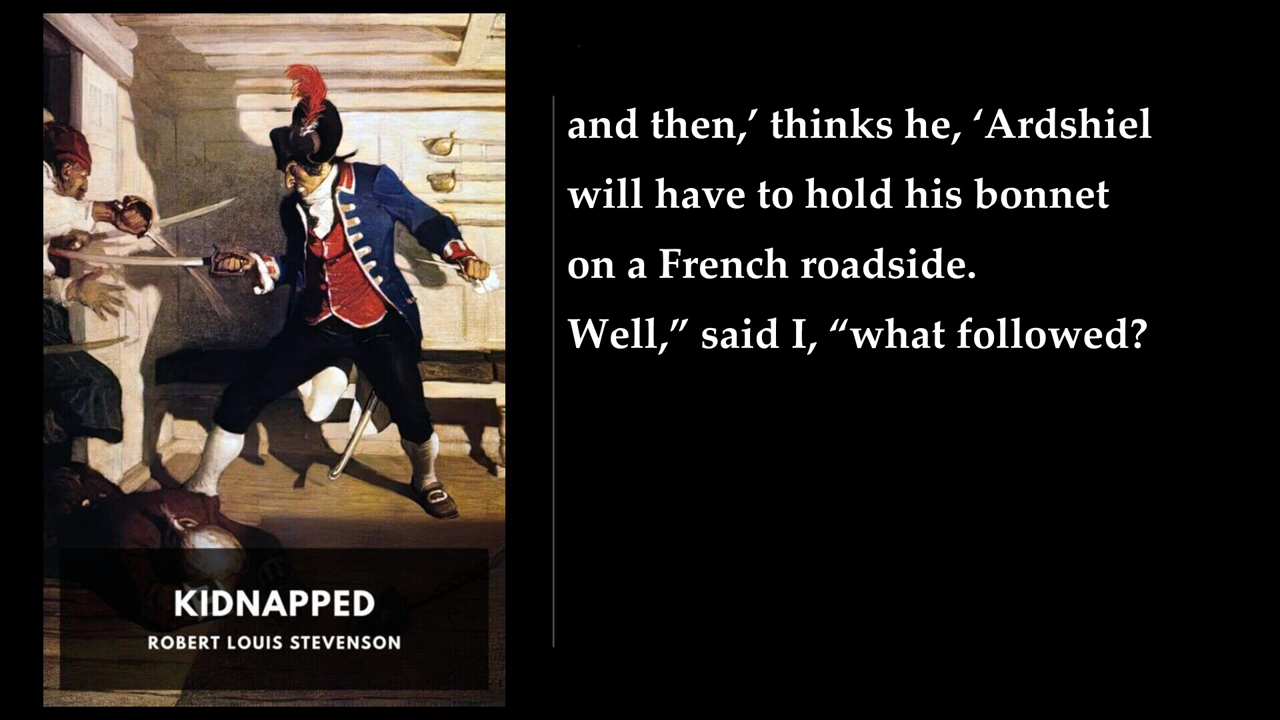 and then,’ thinks he, ‘Ardshiel
will have to hold his bonnet
on a French roadside.
Well,” said I, “what followed?
KIDNAPPED
ROBERT LOUIS STEVENSON